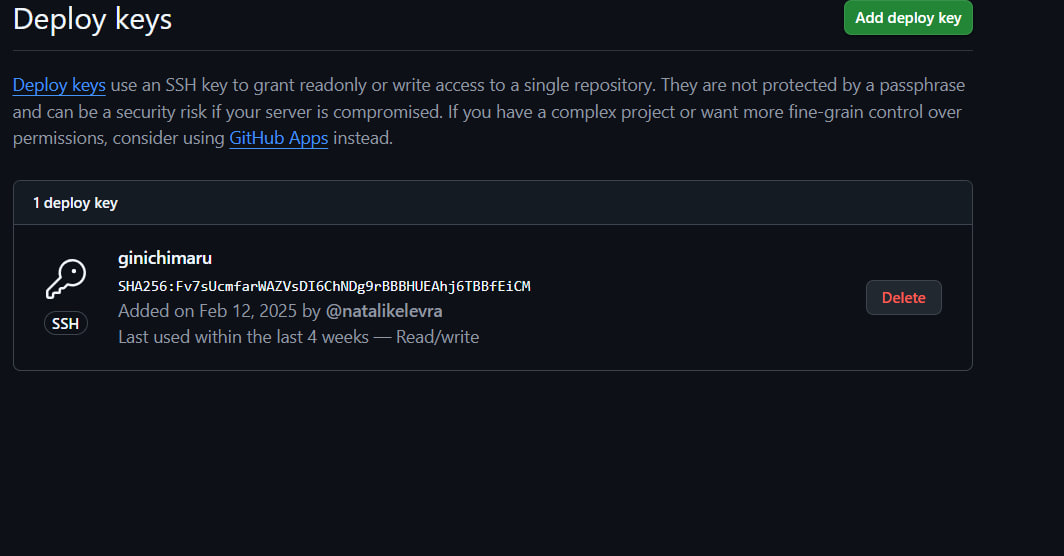 Deploy keys
Add deploy key
Deploy keys use an SSH key to grant readonly or write access to a single repository. They are not protected by a passphrase
and can be a security risk if your server is compromised. If you have a complex project or want more fine-grain control over
permissions, consider using GitHub Apps instead.
1 deploy key
ginichimaru
SHA256:Fv7sUcmfarWAZVsDI6ChNDg9rBBBHUEAhj6TBBfEiCM
Added on Feb 12, 2025 by @natalikelevra
Last used within the last 4 weeks — Read/write
SSH
Delete